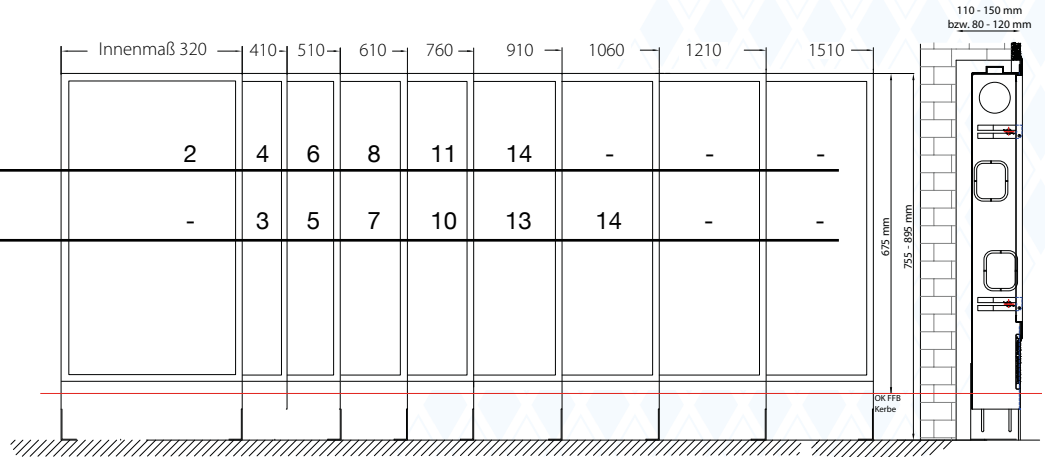 110 - 150 mm
bzw. 80 - 120 mm
Innenmaß 320 410 510 610 760 910 1060 1210 1510
2 4 6 8 11 14 - - -
- 3 5 7 10 13 14 - -
675 mm
755 - 895 mm
OK FFB
Kerbe